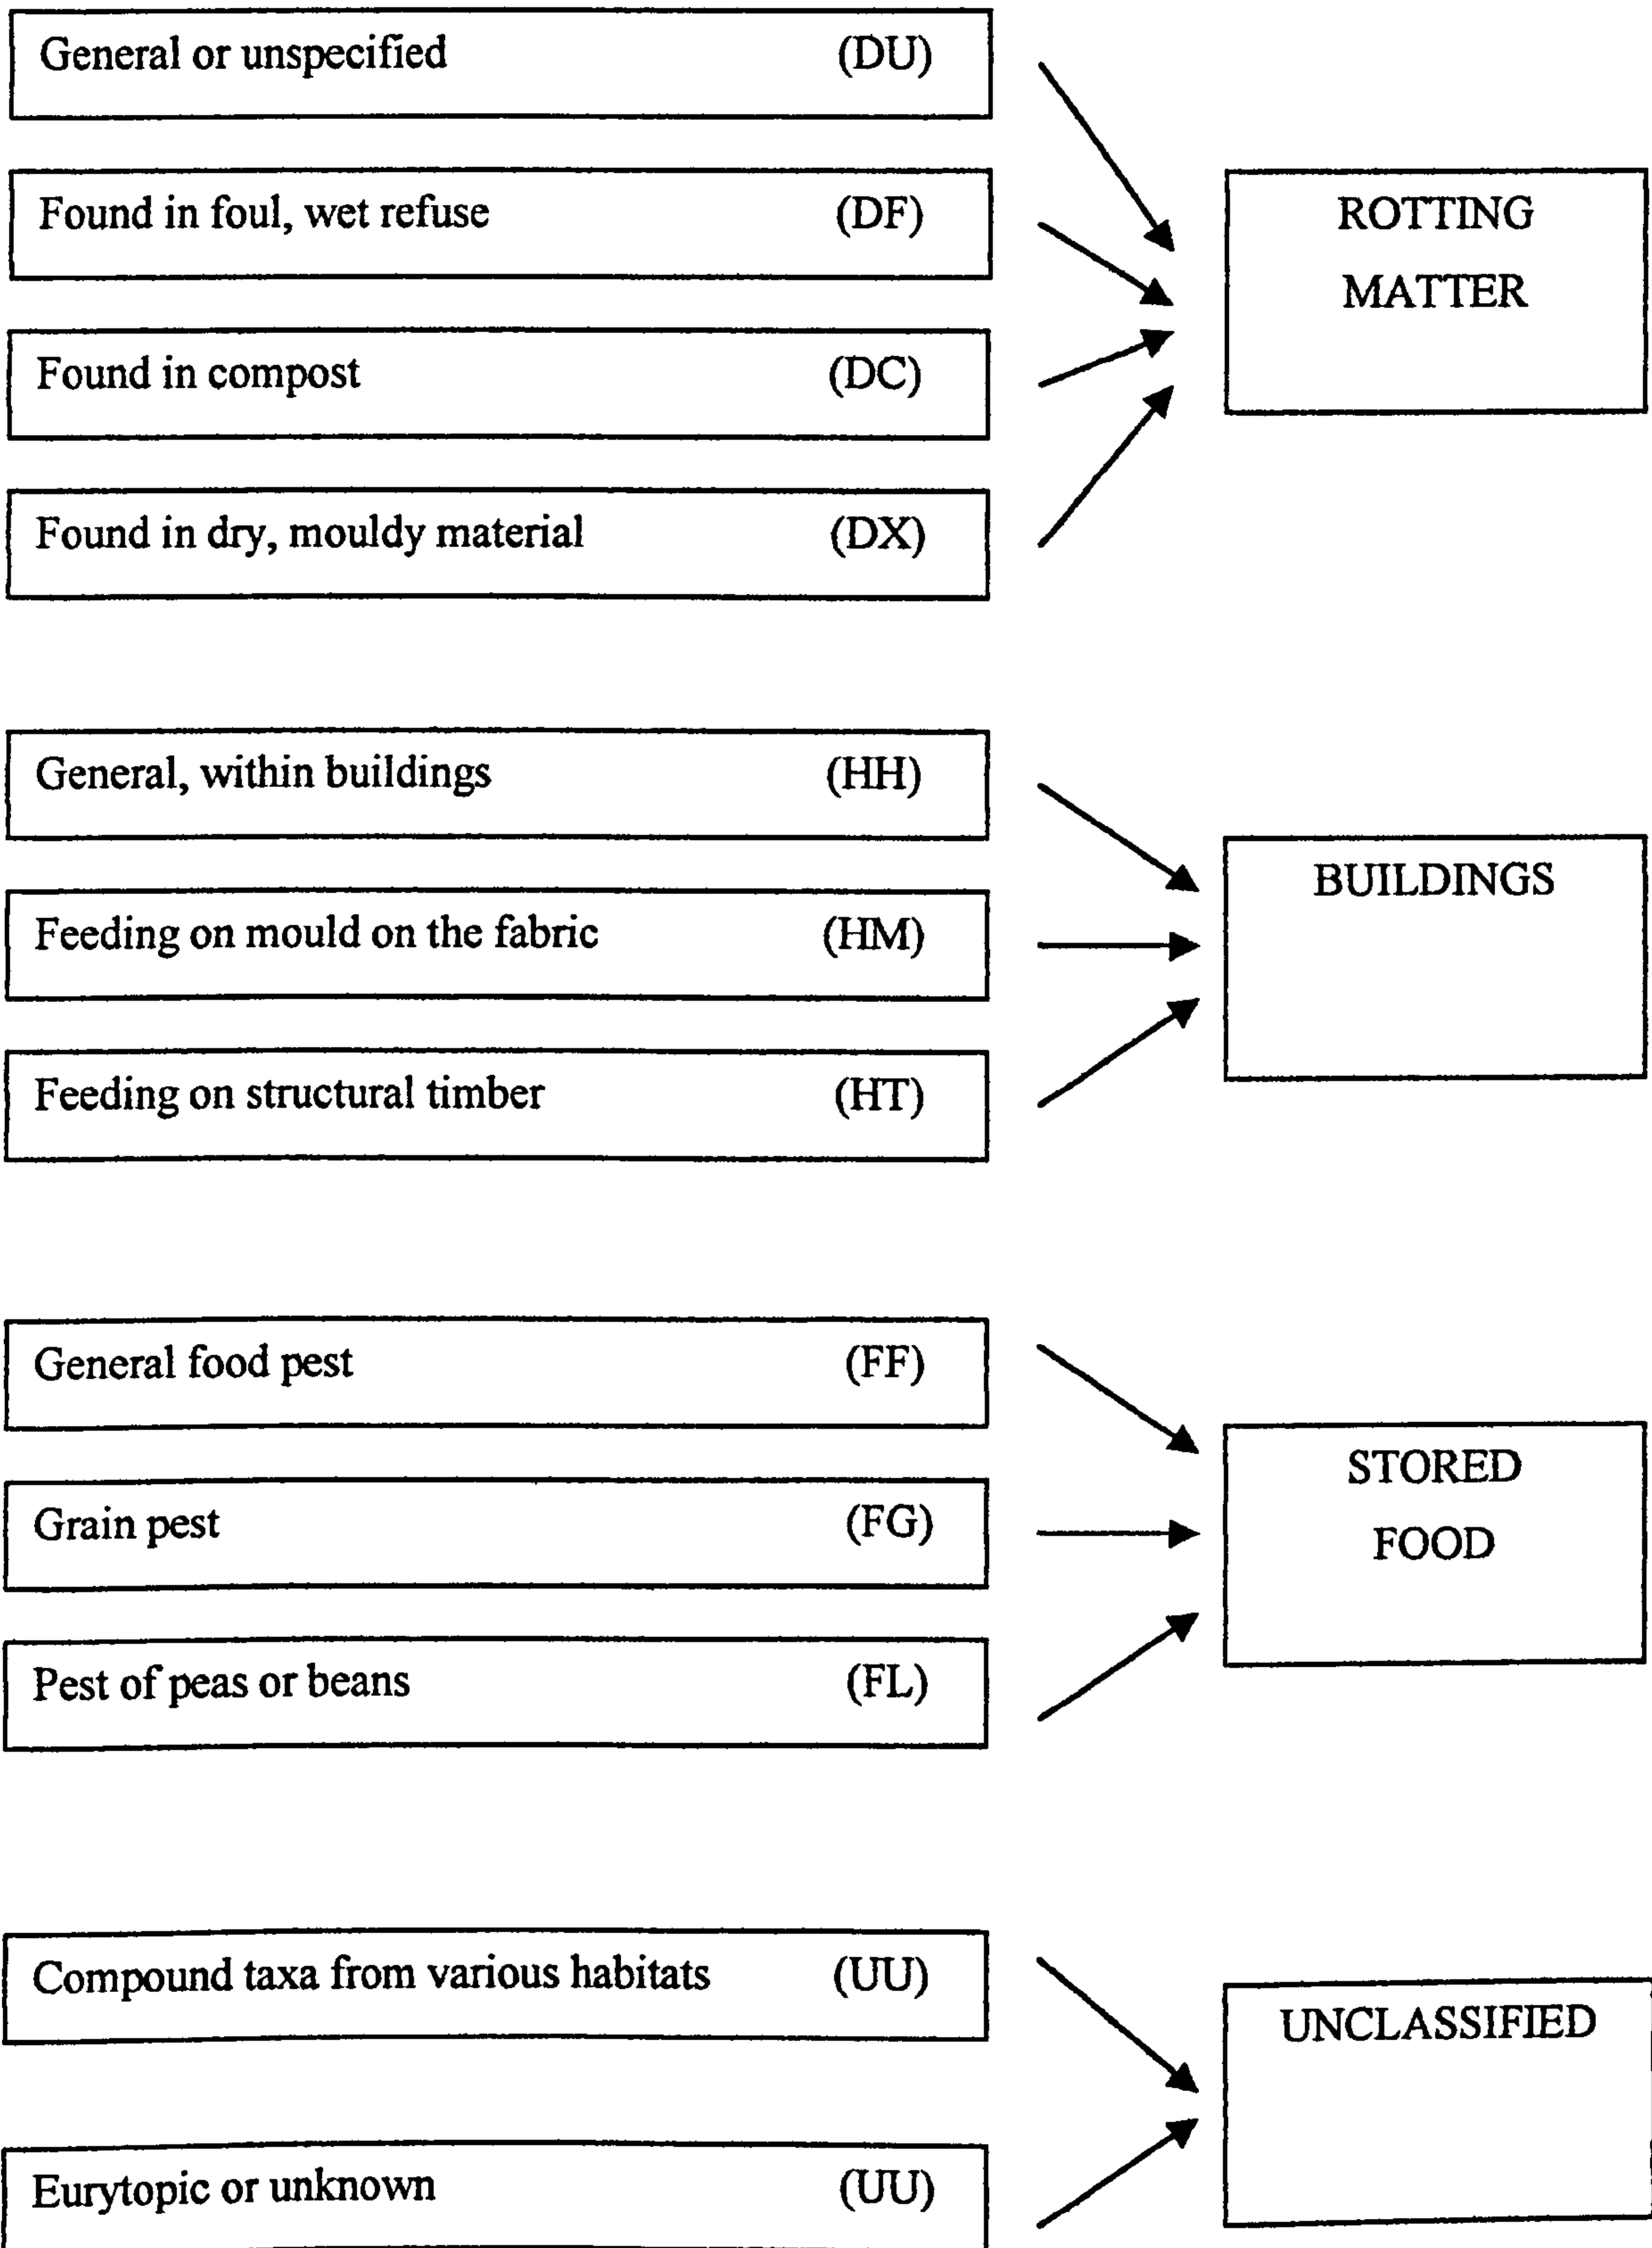 General or unspecified (DU)
Found in foul, wet refuse (DF)
Found in compost (DC)
Found in dry, mouldy material (DX)
ROTTING
MATTER
General, within buildings (HH)
Feeding on mould on the fabric (HM)
Feeding on structural timber (HT)
BUILDINGS
General food pest (FF)
Grain pest (FG)
Pest of peas or beans (FL)
STORED
FOOD
Compound taxa from various habitats (UU)
Eurytopic or unknown (UU)
UNCLASSIFIED